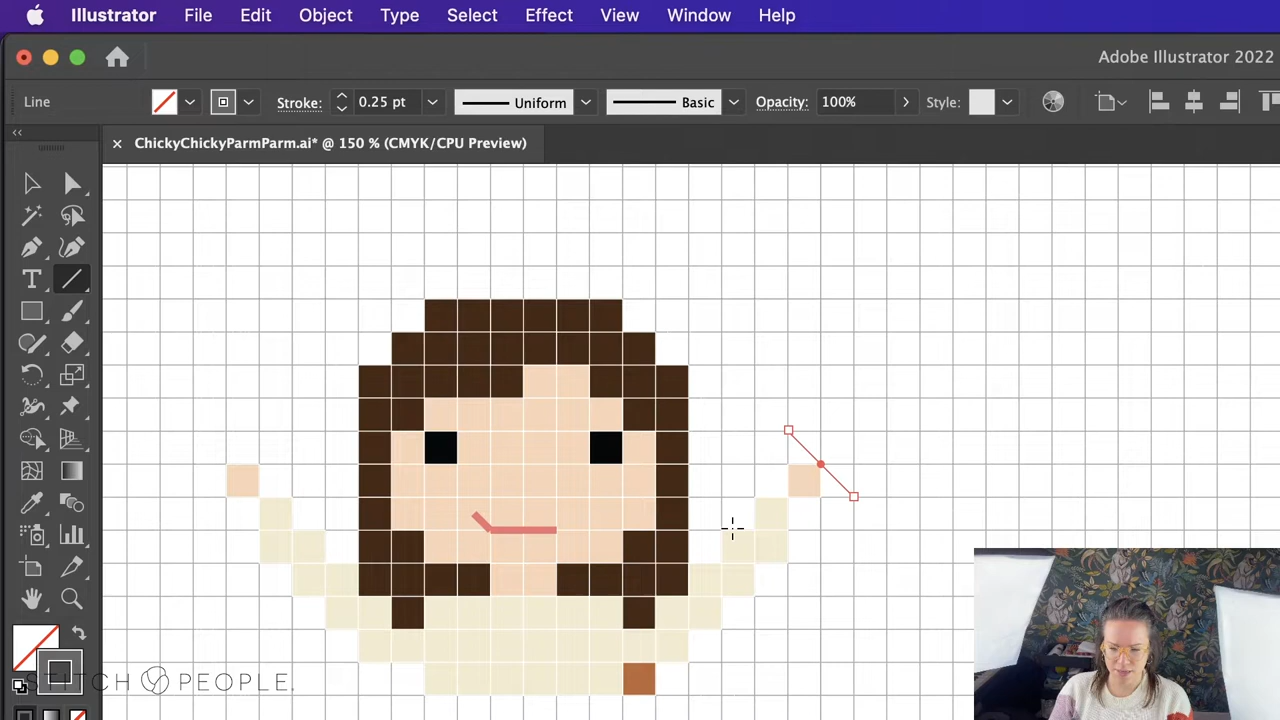 Illustrator File Edit Object Type Select Effect View Window Help
Adobe Illustrator 2022
Line Stroke: 0.25 pt Uniform Basic Opacity: 100% Style:
ChickyChickyParmParm.ai* @ 150 % (CMYK/CPU Preview)
STITCH PEOPLE.